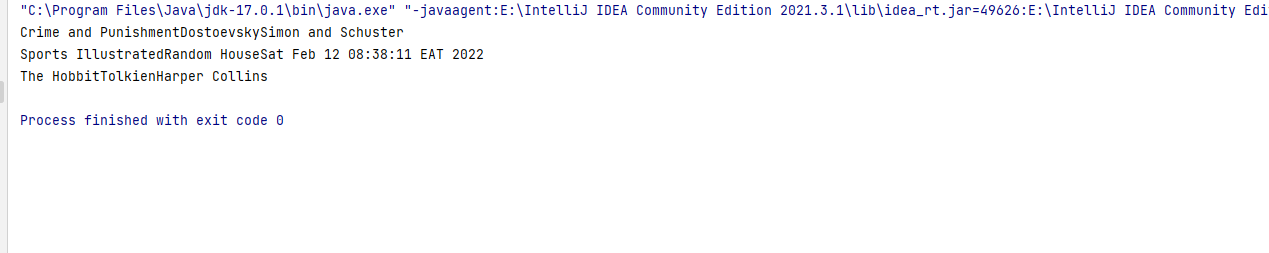 "C:\Program Files\Java\jdk-17.0.1\bin\java.exe" "-javaagent:E:\IntelliJ IDEA Community Edition 2021.3.1\lib\idea_rt.jar=49626:E:\IntelliJ IDEA Community Edi
Crime and PunishmentDostoevskySimon and Schuster
Sports IllustratedRandom HouseSat Feb 12 08:38:11 EAT 2022
The HobbitTolkienHarper Collins
Process finished with exit code 0